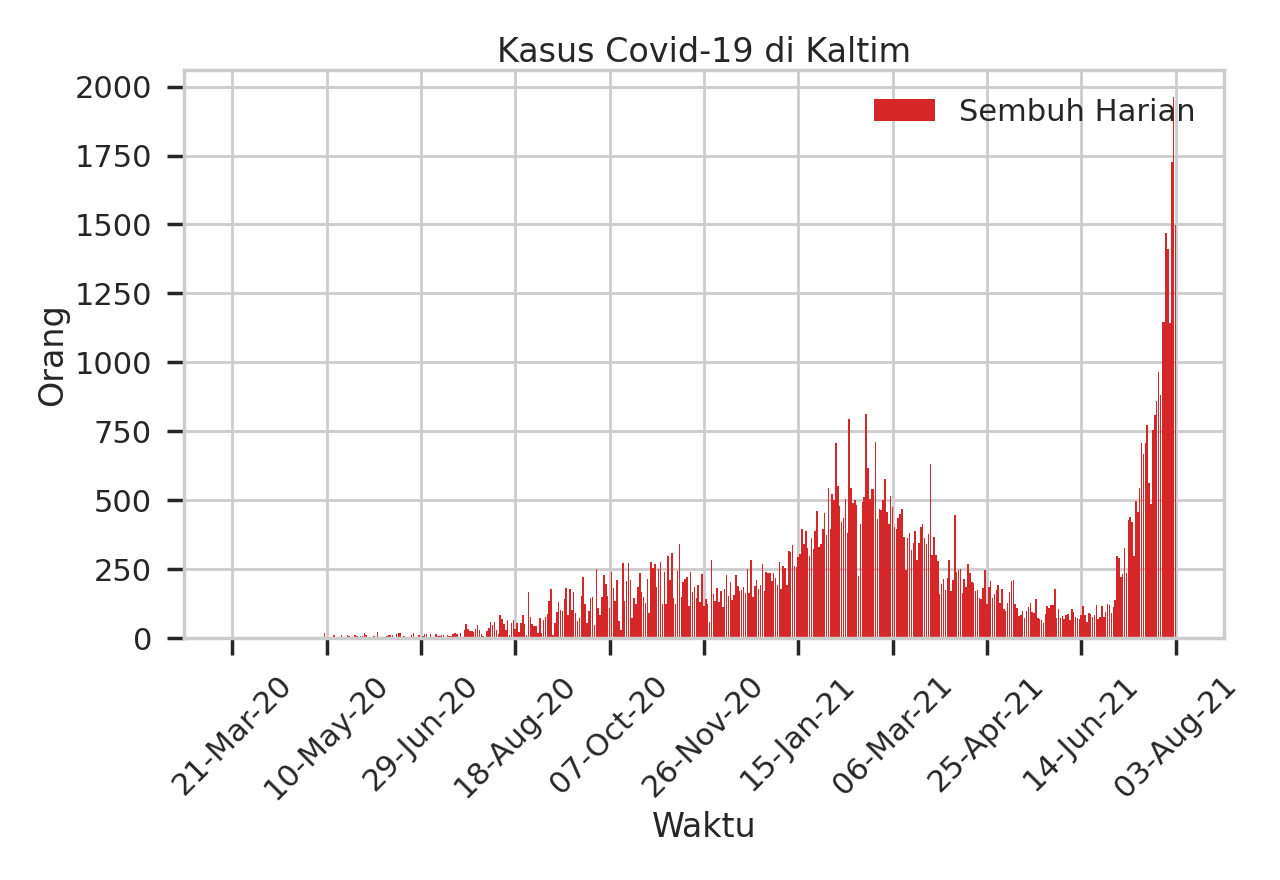 Kasus Covid-19 di Kaltim
Sembuh Harian
2000
1750
1500
1250
1000
750
500
250
0
Orang
21-Mar-20
10-May-20
29-Jun-20
18-Aug-20
07-Oct-20
26-Nov-20
15-Jan-21
06-Mar-21
25-Apr-21
14-Jun-21
03-Aug-21
Waktu